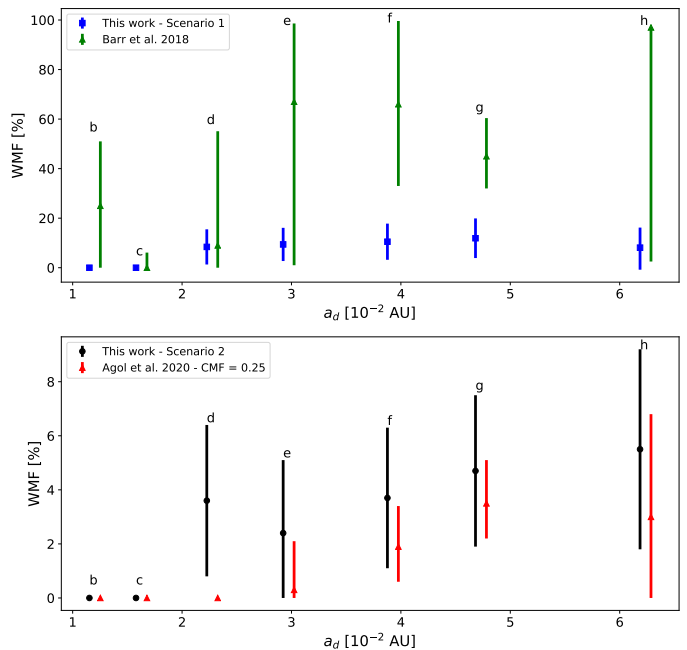 This work - Scenario 1
Barr et al. 2018
WMF [%]
100
80
60
40
20
0
b
c
d
e
f
g
h
1 2 3 4 5 6
a_d [10⁻² AU]
This work - Scenario 2
Agol et al. 2020 - CMF = 0.25
WMF [%]
8
6
4
2
0
b
c
d
e
f
g
h
1 2 3 4 5 6
a_d [10⁻² AU]